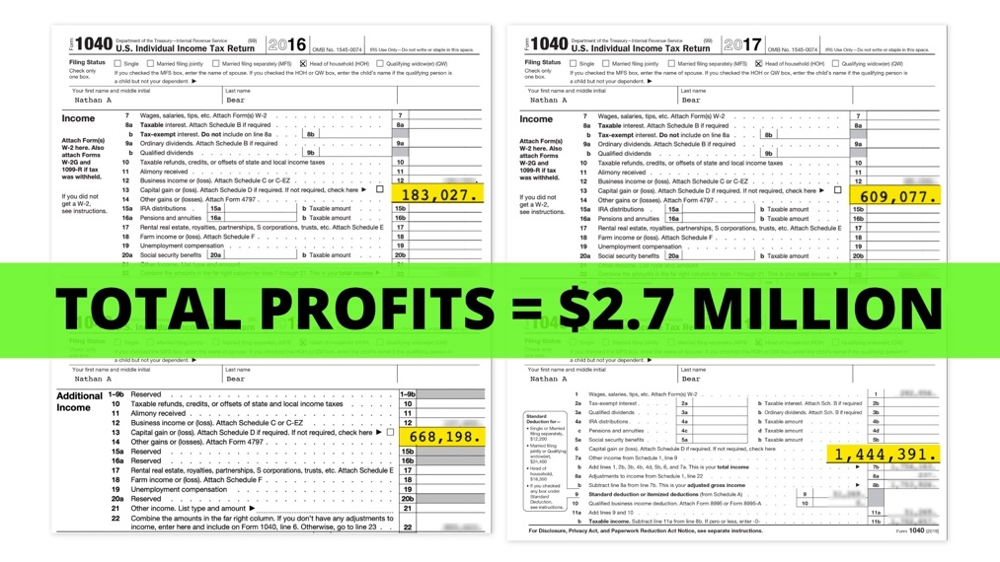 Form 1040 Department of the Treasury—Internal Revenue Service (99) U.S. Individual Income Tax Return 2016 OMB No. 1545-0074 IRS Use Only—Do not write or staple in this space.
Filing Status Single Married filing jointly Married filing separately (MFS) Head of household (HOH) Qualifying widow(er) (QW)
Check only one box. If you checked the MFS box, enter the name of spouse. If you checked the HOH or QW box, enter the child's name if the qualifying person is
a child but not your dependent. ▶
Your first name and middle initial Last name
Nathan A Bear
Income
Attach Form(s) W-2 here. Also attach Forms W-2G and 1099-R if tax was withheld.
If you did not get a W-2, see instructions.
7 Wages, salaries, tips, etc. Attach Form(s) W-2 7
8a Taxable interest. Attach Schedule B if required 8a
b Tax-exempt interest. Do not include on line 8a 8b
9a Ordinary dividends. Attach Schedule B if required 9a
b Qualified dividends 9b
10 Taxable refunds, credits, or offsets of state and local income taxes 10
11 Alimony received 11
12 Business income or (loss). Attach Schedule C or C-EZ 12
13 Capital gain or (loss). Attach Schedule D if required. If not required, check here ▶ 183,027.
14 Other gains or (losses). Attach Form 4797
15a IRA distributions 15a b Taxable amount 15b
16a Pensions and annuities 16a b Taxable amount 16b
17 Rental real estate, royalties, partnerships, S corporations, trusts, etc. Attach Schedule E 17
18 Farm income or (loss). Attach Schedule F 18
19 Unemployment compensation 19
20a Social security benefits 20a b Taxable amount 20b
Form 1040 Department of the Treasury—Internal Revenue Service (99) U.S. Individual Income Tax Return 2017 OMB No. 1545-0074 IRS Use Only—Do not write or staple in this space.
Filing Status Single Married filing jointly Married filing separately (MFS) Head of household (HOH) Qualifying widow(er) (QW)
Check only one box. If you checked the MFS box, enter the name of spouse. If you checked the HOH or QW box, enter the child's name if the qualifying person is
a child but not your dependent. ▶
Your first name and middle initial Last name
Nathan A Bear
Income
Attach Form(s) W-2 here. Also attach Forms W-2G and 1099-R if tax was withheld.
If you did not get a W-2, see instructions.
7 Wages, salaries, tips, etc. Attach Form(s) W-2 7
8a Taxable interest. Attach Schedule B if required 8a
b Tax-exempt interest. Do not include on line 8a 8b
9a Ordinary dividends. Attach Schedule B if required 9a
b Qualified dividends 9b
10 Taxable refunds, credits, or offsets of state and local income taxes 10
11 Alimony received 11
12 Business income or (loss). Attach Schedule C or C-EZ 12
13 Capital gain or (loss). Attach Schedule D if required. If not required, check here ▶ 609,077.
14 Other gains or (losses). Attach Form 4797
15a IRA distributions 15a b Taxable amount 15b
16a Pensions and annuities 16a b Taxable amount 16b
17 Rental real estate, royalties, partnerships, S corporations, trusts, etc. Attach Schedule E 17
18 Farm income or (loss). Attach Schedule F 18
19 Unemployment compensation 19
20a Social security benefits 20a b Taxable amount 20b
TOTAL PROFITS = $2.7 MILLION
a child but not your dependent. ▶
Your first name and middle initial Last name
Nathan A Bear
Additional Income
1–9b Reserved 1–9b
10 Taxable refunds, credits, or offsets of state and local income taxes 10
11 Alimony received 11
12 Business income or (loss). Attach Schedule C or C-EZ 12
13 Capital gain or (loss). Attach Schedule D if required. If not required, check here ▶ 668,198.
14 Other gains or (losses). Attach Form 4797
15a Reserved 15b
16a Reserved 16b
17 Rental real estate, royalties, partnerships, S corporations, trusts, etc. Attach Schedule E 17
18 Farm income or (loss). Attach Schedule F 18
19 Unemployment compensation 19
20a Reserved 20b
21 Other income. List type and amount ▶ 21
22 Combine the amounts in the far right column. If you don't have any adjustments to
income, enter here and include on Form 1040, line 6. Otherwise, go to line 23 22
a child but not your dependent. ▶
Your first name and middle initial Last name
Nathan A Bear
Standard Deduction for—
• Single or Married filing separately, $12,200
• Married filing jointly or Qualifying widow(er), $24,400
• Head of household, $18,350
• If you checked any box under Standard Deduction, see instructions.
1 Wages, salaries, tips, etc. Attach Form(s) W-2 1
2a Tax-exempt interest 2a b Taxable interest. Attach Sch. B if required 2b
3a Qualified dividends 3a b Ordinary dividends. Attach Sch. B if required 3b
4a IRA distributions 4a b Taxable amount 4b
c Pensions and annuities 4c d Taxable amount 4d
5a Social security benefits 5a b Taxable amount 5b
6 Capital gain or (loss). Attach Schedule D if required. If not required, check here 1,444,391.
7a Other income from Schedule 1, line 9
b Add lines 1, 2b, 3b, 4b, 4d, 5b, 6, and 7a. This is your total income ▶ 7b
8a Adjustments to income from Schedule 1, line 22 8a
b Subtract line 8a from line 7b. This is your adjusted gross income ▶ 8b
9 Standard deduction or itemized deductions (from Schedule A) 9
10 Qualified business income deduction. Attach Form 8995 or Form 8995-A 10
11a Add lines 9 and 10 11a
b Taxable income. Subtract line 11a from line 8b. If zero or less, enter -0- 11b
For Disclosure, Privacy Act, and Paperwork Reduction Act Notice, see separate instructions. Form 1040 (2019)